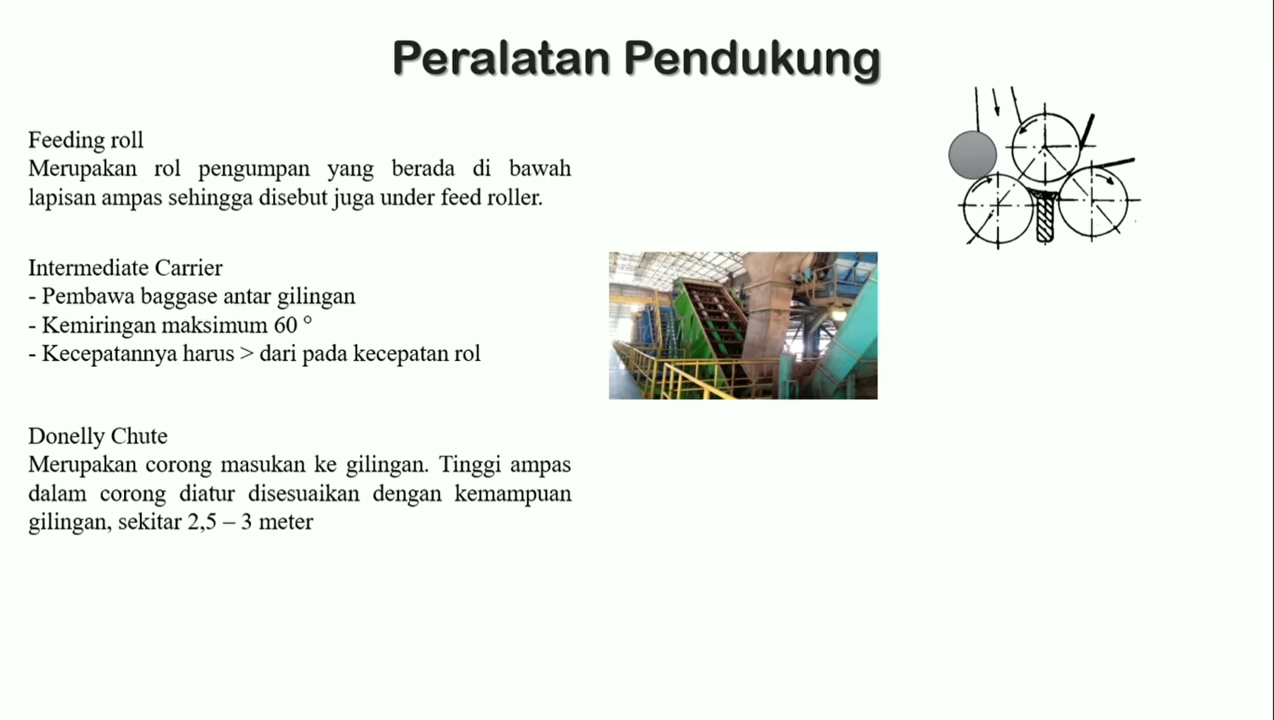 Peralatan Pendukung
Feeding roll
Merupakan rol pengumpan yang berada di bawah
lapisan ampas sehingga disebut juga under feed roller.
Intermediate Carrier
- Pembawa baggase antar gilingan
- Kemiringan maksimum 60 °
- Kecepatannya harus > dari pada kecepatan rol
Donelly Chute
Merupakan corong masukan ke gilingan. Tinggi ampas
dalam corong diatur disesuaikan dengan kemampuan
gilingan, sekitar 2,5 – 3 meter